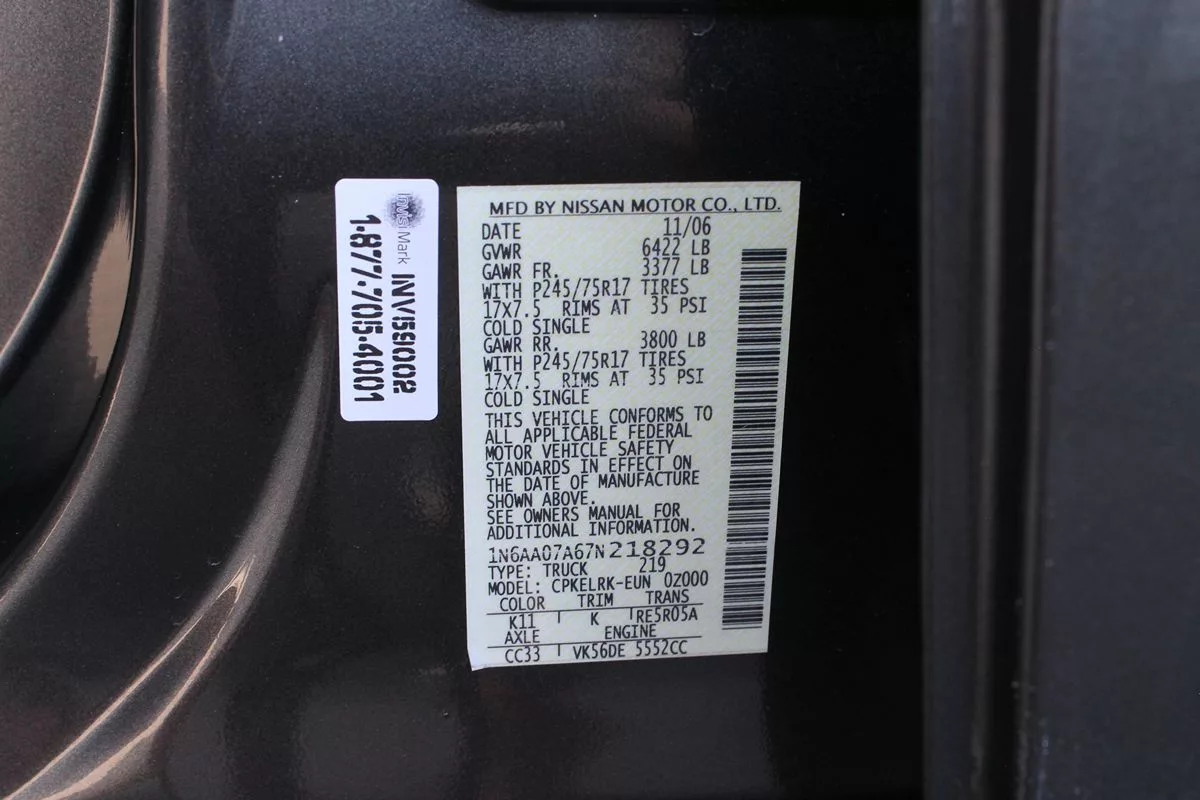 InvisiMark INV159002
1-877-705-4001
MFD BY NISSAN MOTOR CO., LTD.
DATE 11/06
GVWR 6422 LB
GAWR FR. 3377 LB
WITH P245/75R17 TIRES
17X7.5 RIMS AT 35 PSI
COLD SINGLE
GAWR RR. 3800 LB
WITH P245/75R17 TIRES
17X7.5 RIMS AT 35 PSI
COLD SINGLE
THIS VEHICLE CONFORMS TO
ALL APPLICABLE FEDERAL
MOTOR VEHICLE SAFETY
STANDARDS IN EFFECT ON
THE DATE OF MANUFACTURE
SHOWN ABOVE.
SEE OWNERS MANUAL FOR
ADDITIONAL INFORMATION.
1N6AA07A67N218292
TYPE: TRUCK 219
MODEL: CPKELRK-EUN 0Z000
COLOR TRIM TRANS
K11 K RE5R05A
AXLE ENGINE
CC33 VK56DE 5552CC